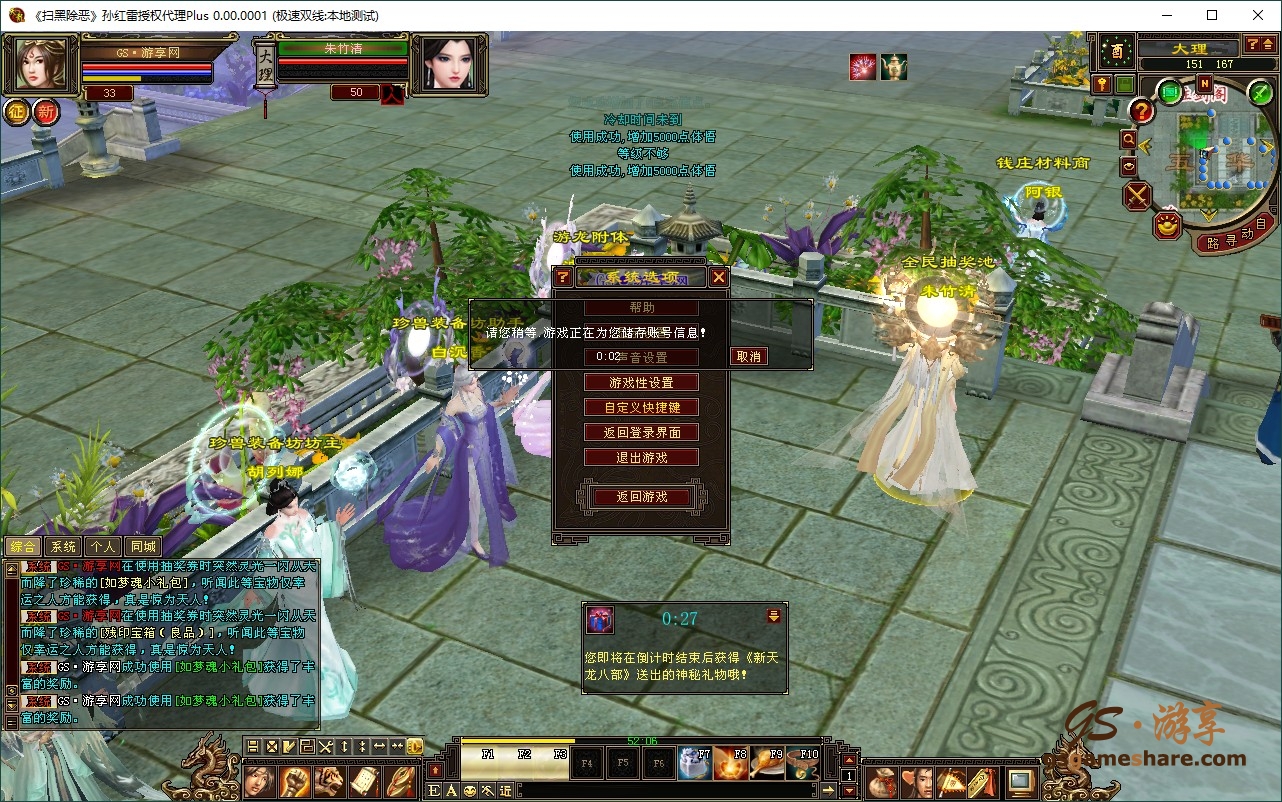 《扫黑除恶》孙红雷授权代理Plus 0.00.0001 (极速双线:本地测试)
GS·游享网
33
大理
朱竹清
50
征
新
酉
大理
151 167
N
自动寻路
冷却时间未到
使用成功,增加5000点体悟
等级不够
使用成功,增加5000点体悟
钱庄材料商
阿银
游龙附体
全民抽奖池
朱竹清
珍兽装备坊助手
白沉香
珍兽装备坊坊主
胡列娜
系统选项
帮助
请您稍等.游戏正在为您储存账号信息!
0:02
声音设置
取消
游戏性设置
自定义快捷键
返回登录界面
退出游戏
返回游戏
综合
系统
个人
同城
系统 GS·游享网在使用抽奖券时突然灵光一闪从天
而降了珍稀的[如梦魂小礼包],听闻此等宝物仅幸
运之人方能获得,真是惊为天人!
系统 GS·游享网在使用抽奖券时突然灵光一闪从天
而降了珍稀的[残印宝箱(良品)],听闻此等宝物
仅幸运之人方能获得,真是惊为天人!
系统 GS·游享网成功使用[如梦魂小礼包]获得了丰
富的奖励。
系统 GS·游享网成功使用[如梦魂小礼包]获得了丰
富的奖励。
0:27
您即将在倒计时结束后获得《新天
龙八部》送出的神秘礼物哦!
52:06
F1
F2
F3
F4
F5
F6
F7
F8
F9
F10
1
E
A
近
GS·游享
gsgameshare.com